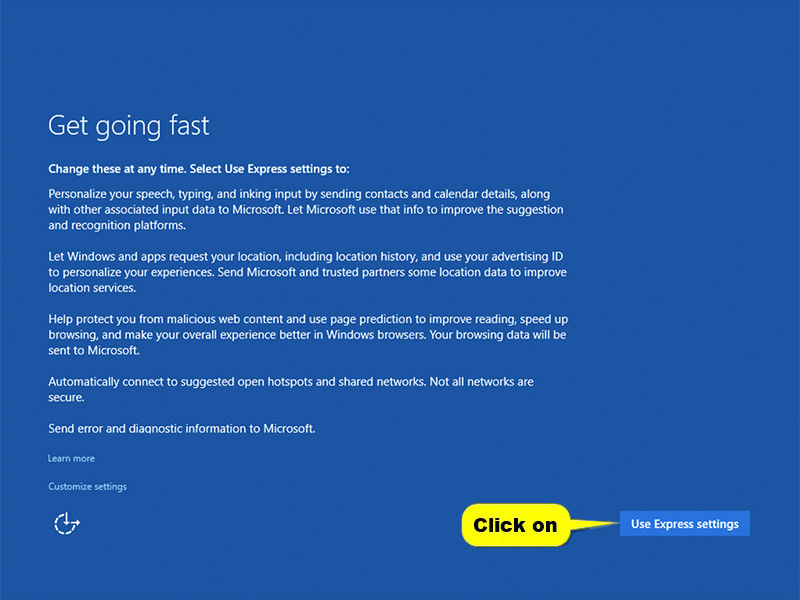 Get going fast
Change these at any time. Select Use Express settings to:
Personalize your speech, typing, and inking input by sending contacts and calendar details, along
with other associated input data to Microsoft. Let Microsoft use that info to improve the suggestion
and recognition platforms.
Let Windows and apps request your location, including location history, and use your advertising ID
to personalize your experiences. Send Microsoft and trusted partners some location data to improve
location services.
Help protect you from malicious web content and use page prediction to improve reading, speed up
browsing, and make your overall experience better in Windows browsers. Your browsing data will be
sent to Microsoft.
Automatically connect to suggested open hotspots and shared networks. Not all networks are
secure.
Send error and diagnostic information to Microsoft.
Learn more
Customize settings
Click on
Use Express settings